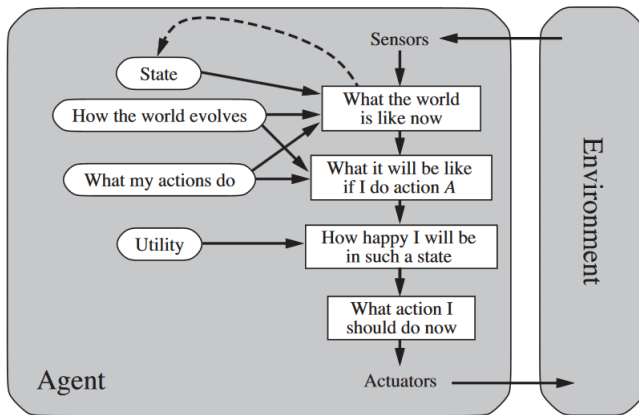 Sensors
State
What the world
is like now
How the world evolves
What it will be like
if I do action A
What my actions do
Utility
How happy I will be
in such a state
What action I
should do now
Agent
Actuators
Environment